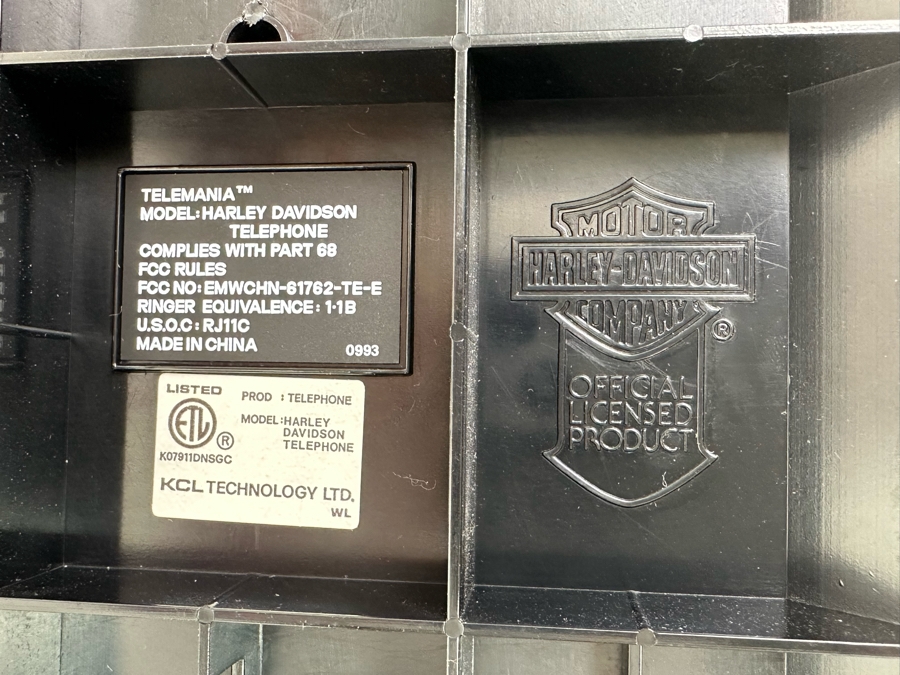 TELEMANIA™
MODEL: HARLEY DAVIDSON
TELEPHONE
COMPLIES WITH PART 68
FCC RULES
FCC NO: EMWCHN-61762-TE-E
RINGER EQUIVALENCE: 1·1B
U.S.O.C: RJ11C
MADE IN CHINA
0993
LISTED
ETL ®
K07911DNSGC
PROD : TELEPHONE
MODEL: HARLEY
DAVIDSON
TELEPHONE
KCL TECHNOLOGY LTD.
WL
MOTOR
HARLEY-DAVIDSON
COMPANY
®
OFFICIAL
LICENSED
PRODUCT